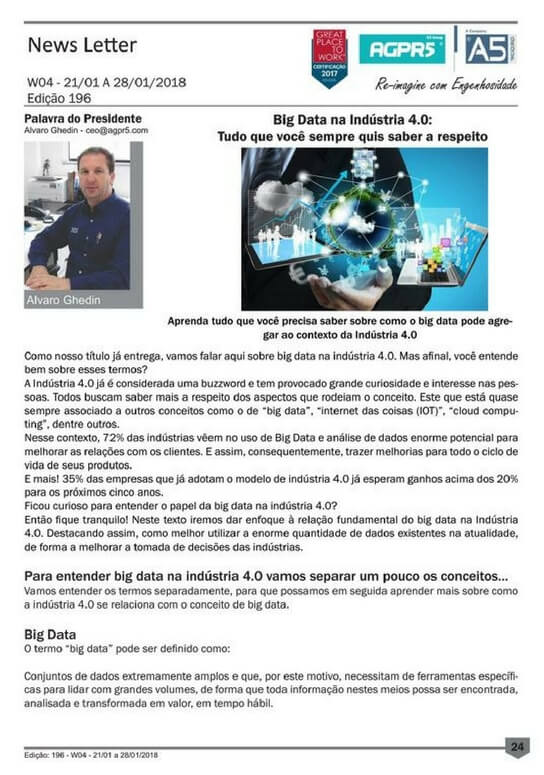 News Letter
GREAT
PLACE
TO
WORK
CERTIFICAÇÃO
2017
AGPR5
A5
W04 - 21/01 A 28/01/2018
Edição 196
Re-imagine com Engenhosidade
Palavra do Presidente
Alvaro Ghedin - ceo@agpr5.com
Alvaro Ghedin
Big Data na Indústria 4.0:
Tudo que você sempre quis saber a respeito
Aprenda tudo que você precisa saber sobre como o big data pode agre-
gar ao contexto da Indústria 4.0
Como nosso título já entrega, vamos falar aqui sobre big data na indústria 4.0. Mas afinal, você entende
bem sobre esses termos?
A Indústria 4.0 já é considerada uma buzzword e tem provocado grande curiosidade e interesse nas pes-
soas. Todos buscam saber mais a respeito dos aspectos que rodeiam o conceito. Este que está quase
sempre associado a outros conceitos como o de “big data”, “internet das coisas (IOT)”, “cloud compu-
ting”, dentre outros.
Nesse contexto, 72% das indústrias vêem no uso de Big Data e análise de dados enorme potencial para
melhorar as relações com os clientes. E assim, consequentemente, trazer melhorias para todo o ciclo de
vida de seus produtos.
E mais! 35% das empresas que já adotam o modelo de indústria 4.0 já esperam ganhos acima dos 20%
para os próximos cinco anos.
Ficou curioso para entender o papel da big data na indústria 4.0?
Então fique tranquilo! Neste texto iremos dar enfoque à relação fundamental do big data na Indústria
4.0. Destacando assim, como melhor utilizar a enorme quantidade de dados existentes na atualidade,
de forma a melhorar a tomada de decisões das indústrias.
Para entender big data na indústria 4.0 vamos separar um pouco os conceitos...
Vamos entender os termos separadamente, para que possamos em seguida aprender mais sobre como
a indústria 4.0 se relaciona com o conceito de big data.
Big Data
O termo “big data” pode ser definido como:
Conjuntos de dados extremamente amplos e que, por este motivo, necessitam de ferramentas específi-
cas para lidar com grandes volumes, de forma que toda informação nestes meios possa ser encontrada,
analisada e transformada em valor, em tempo hábil.
24
Edição: 196 - W04 - 21/01 a 28/01/2018